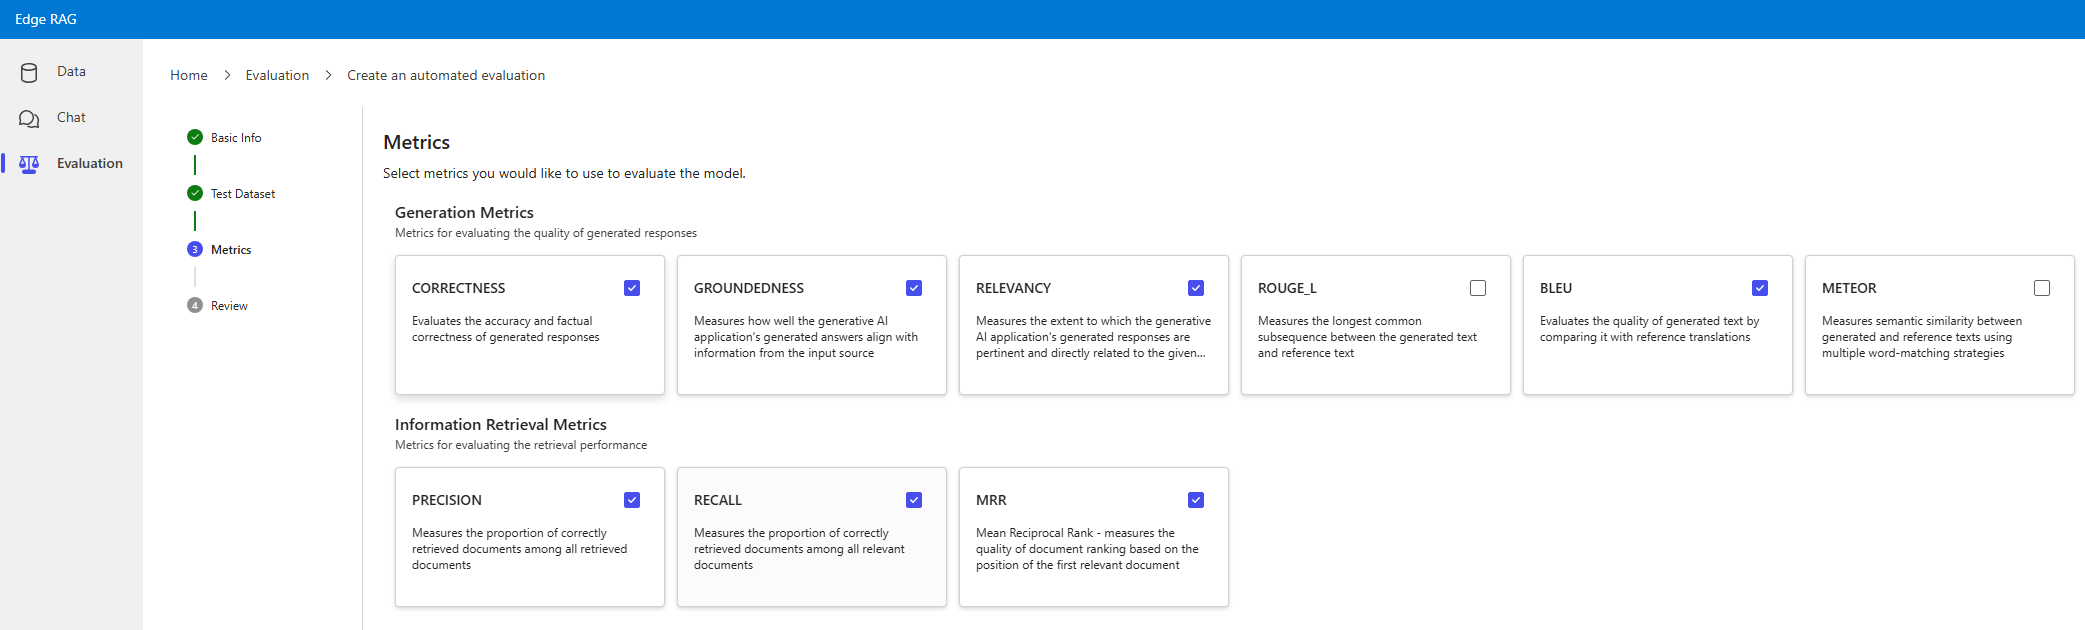 Edge RAG
Data
Chat
Evaluation
Home > Evaluation > Create an automated evaluation
Basic Info
Test Dataset
3 Metrics
4 Review
Metrics
Select metrics you would like to use to evaluate the model.
Generation Metrics
Metrics for evaluating the quality of generated responses
CORRECTNESS
Evaluates the accuracy and factual
correctness of generated responses
GROUNDEDNESS
Measures how well the generative AI
application's generated answers align with
information from the input source
RELEVANCY
Measures the extent to which the generative
AI application's generated responses are
pertinent and directly related to the given...
ROUGE_L
Measures the longest common
subsequence between the generated text
and reference text
BLEU
Evaluates the quality of generated text by
comparing it with reference translations
METEOR
Measures semantic similarity between
generated and reference texts using
multiple word-matching strategies
Information Retrieval Metrics
Metrics for evaluating the retrieval performance
PRECISION
Measures the proportion of correctly
retrieved documents among all retrieved
documents
RECALL
Measures the proportion of correctly
retrieved documents among all relevant
documents
MRR
Mean Reciprocal Rank - measures the
quality of document ranking based on the
position of the first relevant document